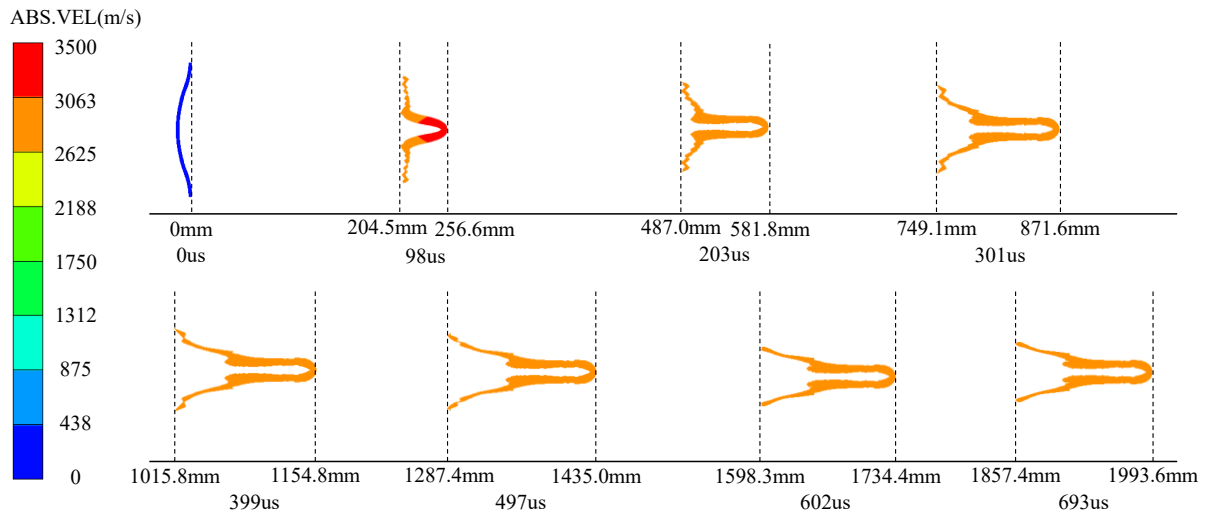 ABS.VEL(m/s)
3500
3063
2625
2188
1750
1312
875
438
0
0mm
0us
204.5mm 256.6mm
98us
487.0mm 581.8mm
203us
749.1mm 871.6mm
301us
1015.8mm 1154.8mm
399us
1287.4mm 1435.0mm
497us
1598.3mm 1734.4mm
602us
1857.4mm 1993.6mm
693us